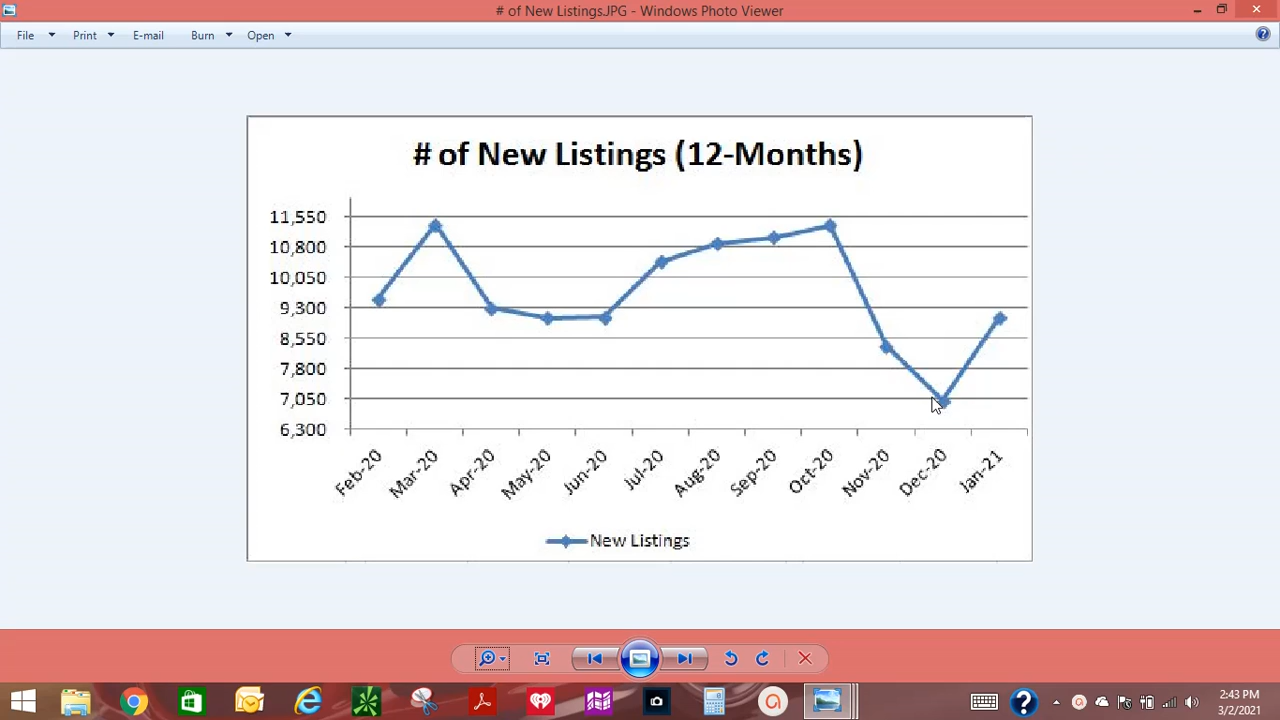 # of New Listings.JPG - Windows Photo Viewer
File Print E-mail Burn Open
# of New Listings (12-Months)
11,550
10,800
10,050
9,300
8,550
7,800
7,050
6,300
Feb-20 Mar-20 Apr-20 May-20 Jun-20 Jul-20 Aug-20 Sep-20 Oct-20 Nov-20 Dec-20 Jan-21
New Listings
2:43 PM
3/2/2021